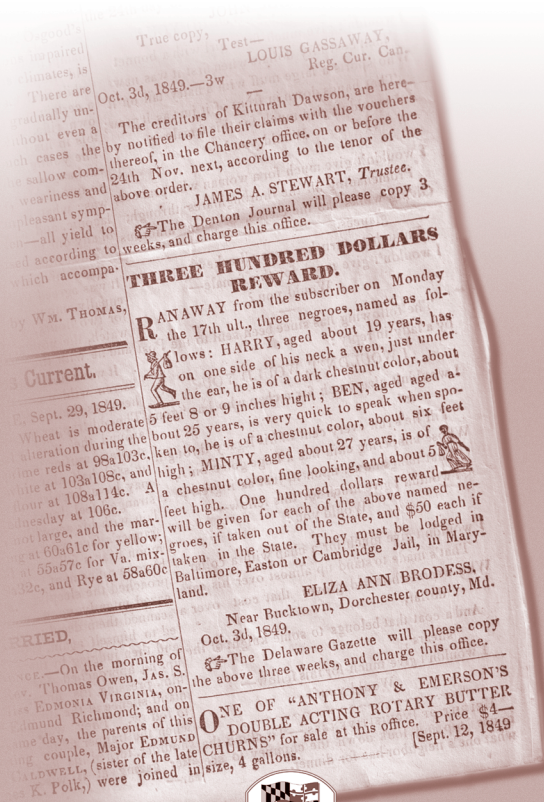 sgood's
impaired
limates, is
There are
gradually un-
hout even a
ch cases the
sallow com-
weariness and
pleasant symp-
n—all yield to
d according to
which accompa-
y WM. THOMAS,
s Current.
E, Sept. 29, 1849.
Wheat is moderate
alteration during the
me reds at 98a103c.
hite at 103a108c, and
flour at 108a114c. A
dnesday at 106c.
not large, and the mar-
g at 60a61c for yellow;
at 55a57c for Va. mix-
32c, and Rye at 58a60c
RRIED,
On the morning of
Thomas Owen, JAS. S.
EDMONIA VIRGINIA, on-
Edmund Richmond; and on
me day, the parents of this
ng couple, Major EDMUND
CALDWELL, (sister of the late
K. Polk,) were joined in
True copy,
Test—
LOUIS GASSAWAY,
Reg. Cur. Can.
Oct. 3d, 1849.—3w
The creditors of Kitturah Dawson, are here-
by notified to file their claims with the vouchers
thereof, in the Chancery office, on or before the
24th Nov. next, according to the tenor of the
above order.
JAMES A. STEWART, Trustee.
☞The Denton Journal will please copy 3
weeks, and charge this office.
THREE HUNDRED DOLLARS
REWARD.
RANAWAY from the subscriber on Monday
the 17th ult., three negroes, named as fol-
lows: HARRY, aged about 19 years, has
on one side of his neck a wen, just under
the ear, he is of a dark chestnut color, about
5 feet 8 or 9 inches hight; BEN, aged aged a-
bout 25 years, is very quick to speak when spo-
ken to, he is of a chestnut color, about six feet
high; MINTY, aged about 27 years, is of
a chestnut color, fine looking, and about 5
feet high. One hundred dollars reward
will be given for each of the above named ne-
groes, if taken out of the State, and $50 each if
taken in the State. They must be lodged in
Baltimore, Easton or Cambridge Jail, in Mary-
land.
ELIZA ANN BRODESS,
Near Bucktown, Dorchester county, Md.
Oct. 3d, 1849.
☞The Delaware Gazette will please copy
the above three weeks, and charge this office.
ONE OF "ANTHONY & EMERSON'S
DOUBLE ACTING ROTARY BUTTER
CHURNS" for sale at this office. Price $4—
size, 4 gallons.
[Sept. 12, 1849